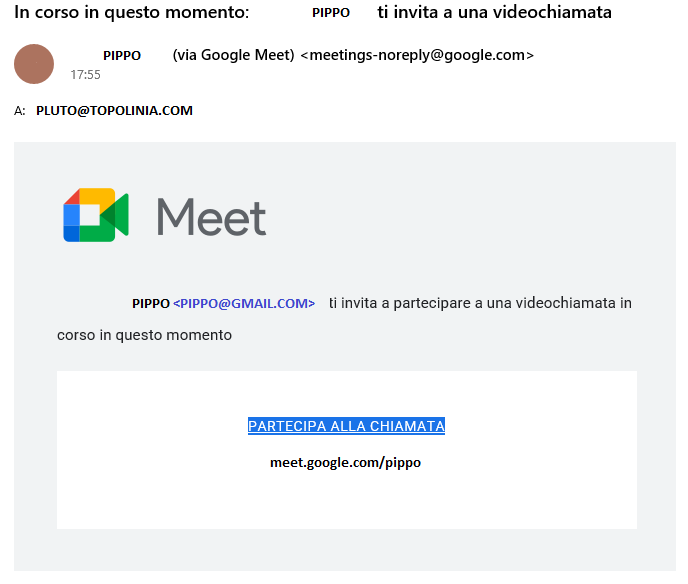 In corso in questo momento: PIPPO ti invita a una videochiamata
PIPPO (via Google Meet) <meetings-noreply@google.com>
17:55
A: PLUTO@TOPOLINIA.COM
Meet
PIPPO <PIPPO@GMAIL.COM> ti invita a partecipare a una videochiamata in
corso in questo momento
PARTECIPA ALLA CHIAMATA
meet.google.com/pippo